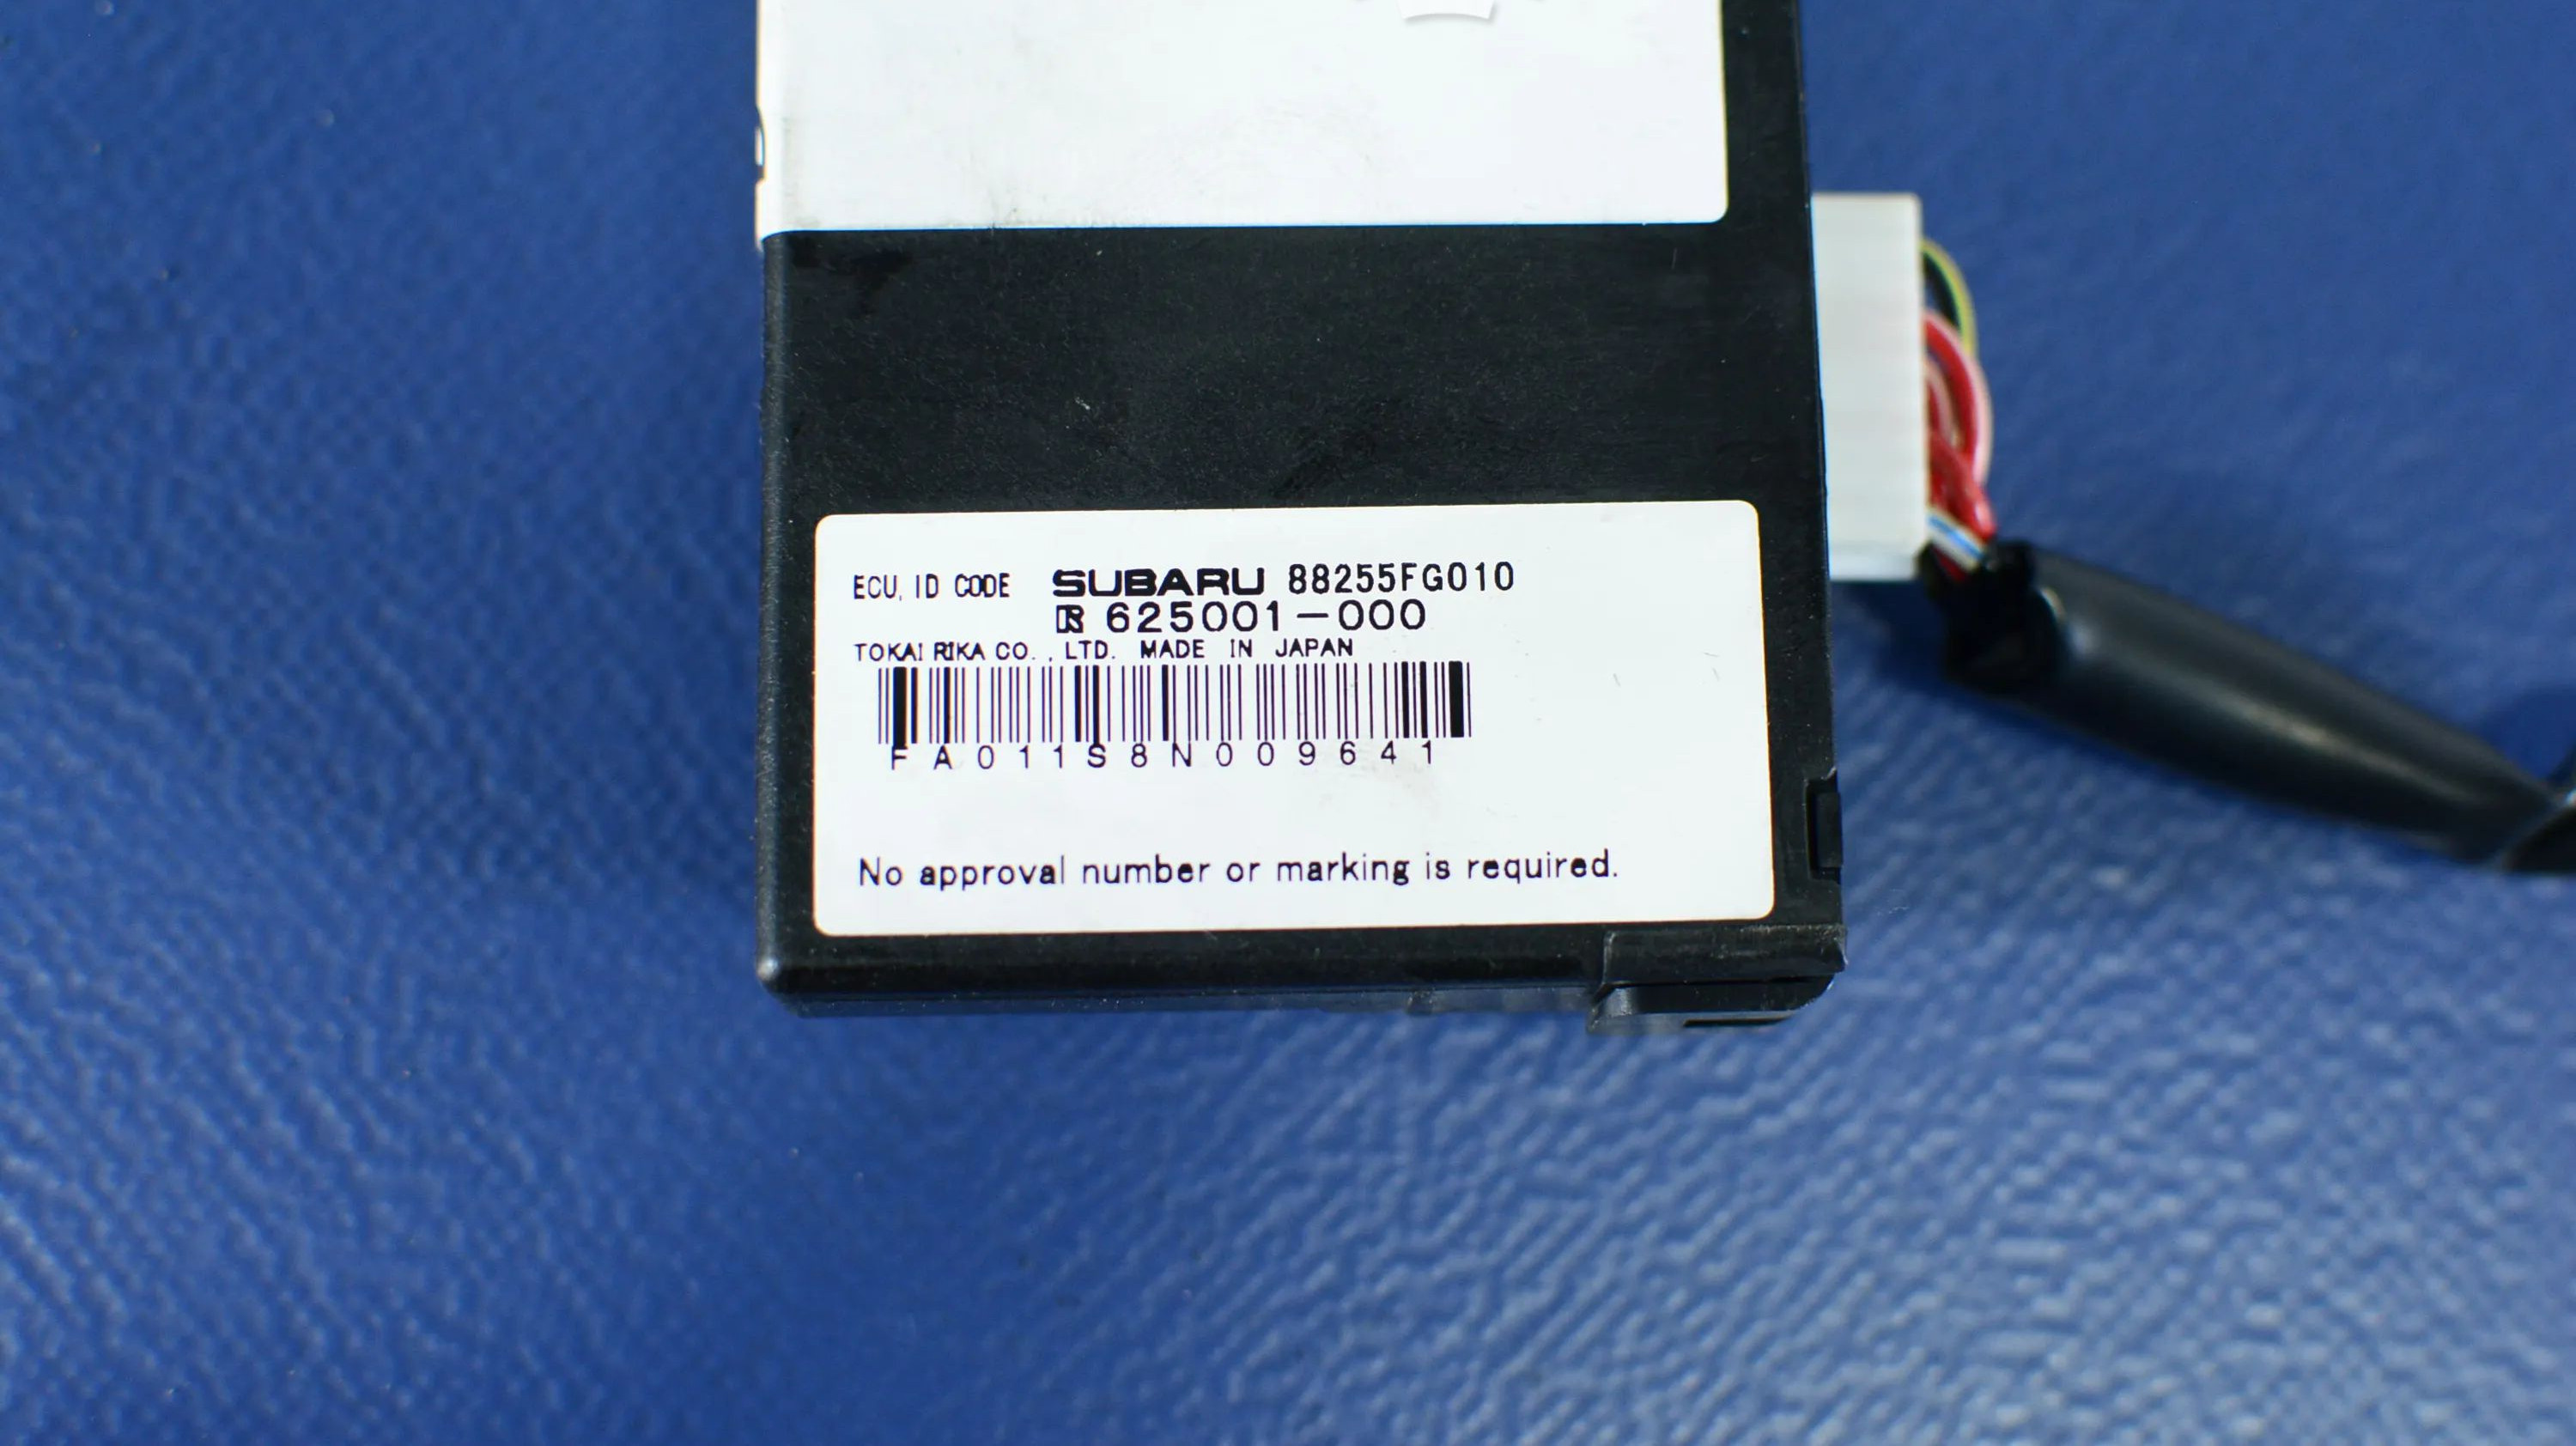 ECU, ID CODE SUBARU 88255FG010
R 625001-000
TOKAI RIKA CO., LTD. MADE IN JAPAN
FA011S8N009641
No approval number or marking is required.